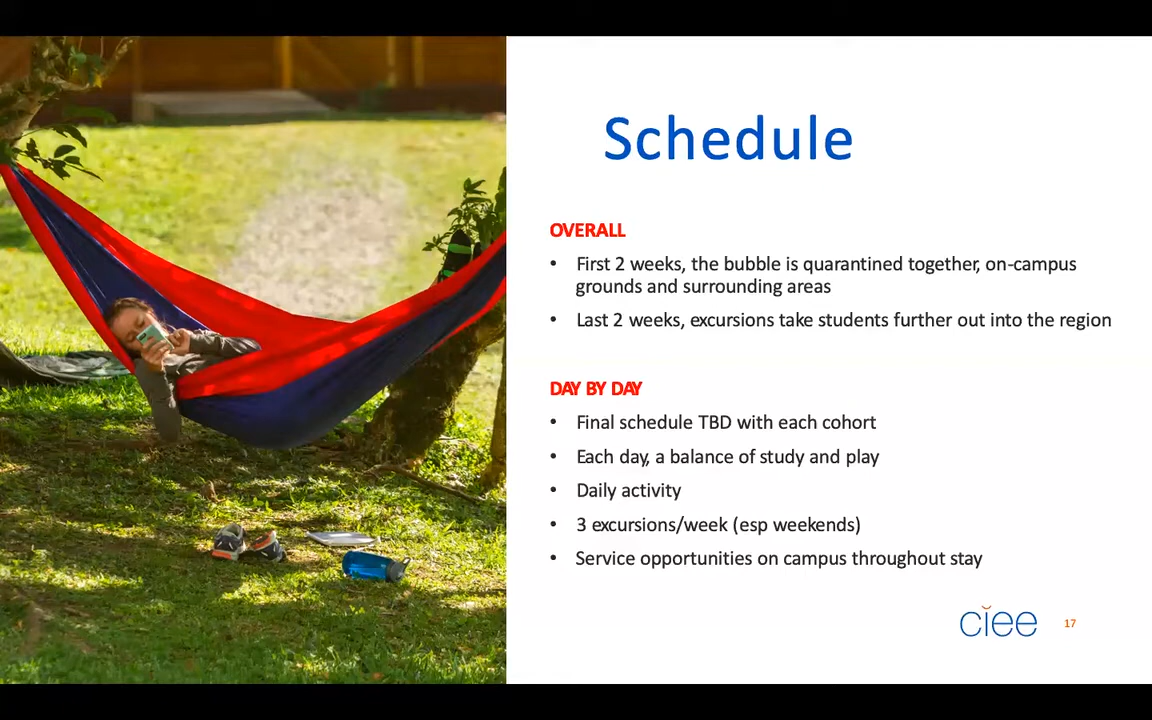 Schedule
OVERALL
• First 2 weeks, the bubble is quarantined together, on-campus
grounds and surrounding areas
• Last 2 weeks, excursions take students further out into the region
DAY BY DAY
• Final schedule TBD with each cohort
• Each day, a balance of study and play
• Daily activity
• 3 excursions/week (esp weekends)
• Service opportunities on campus throughout stay
ciee
17